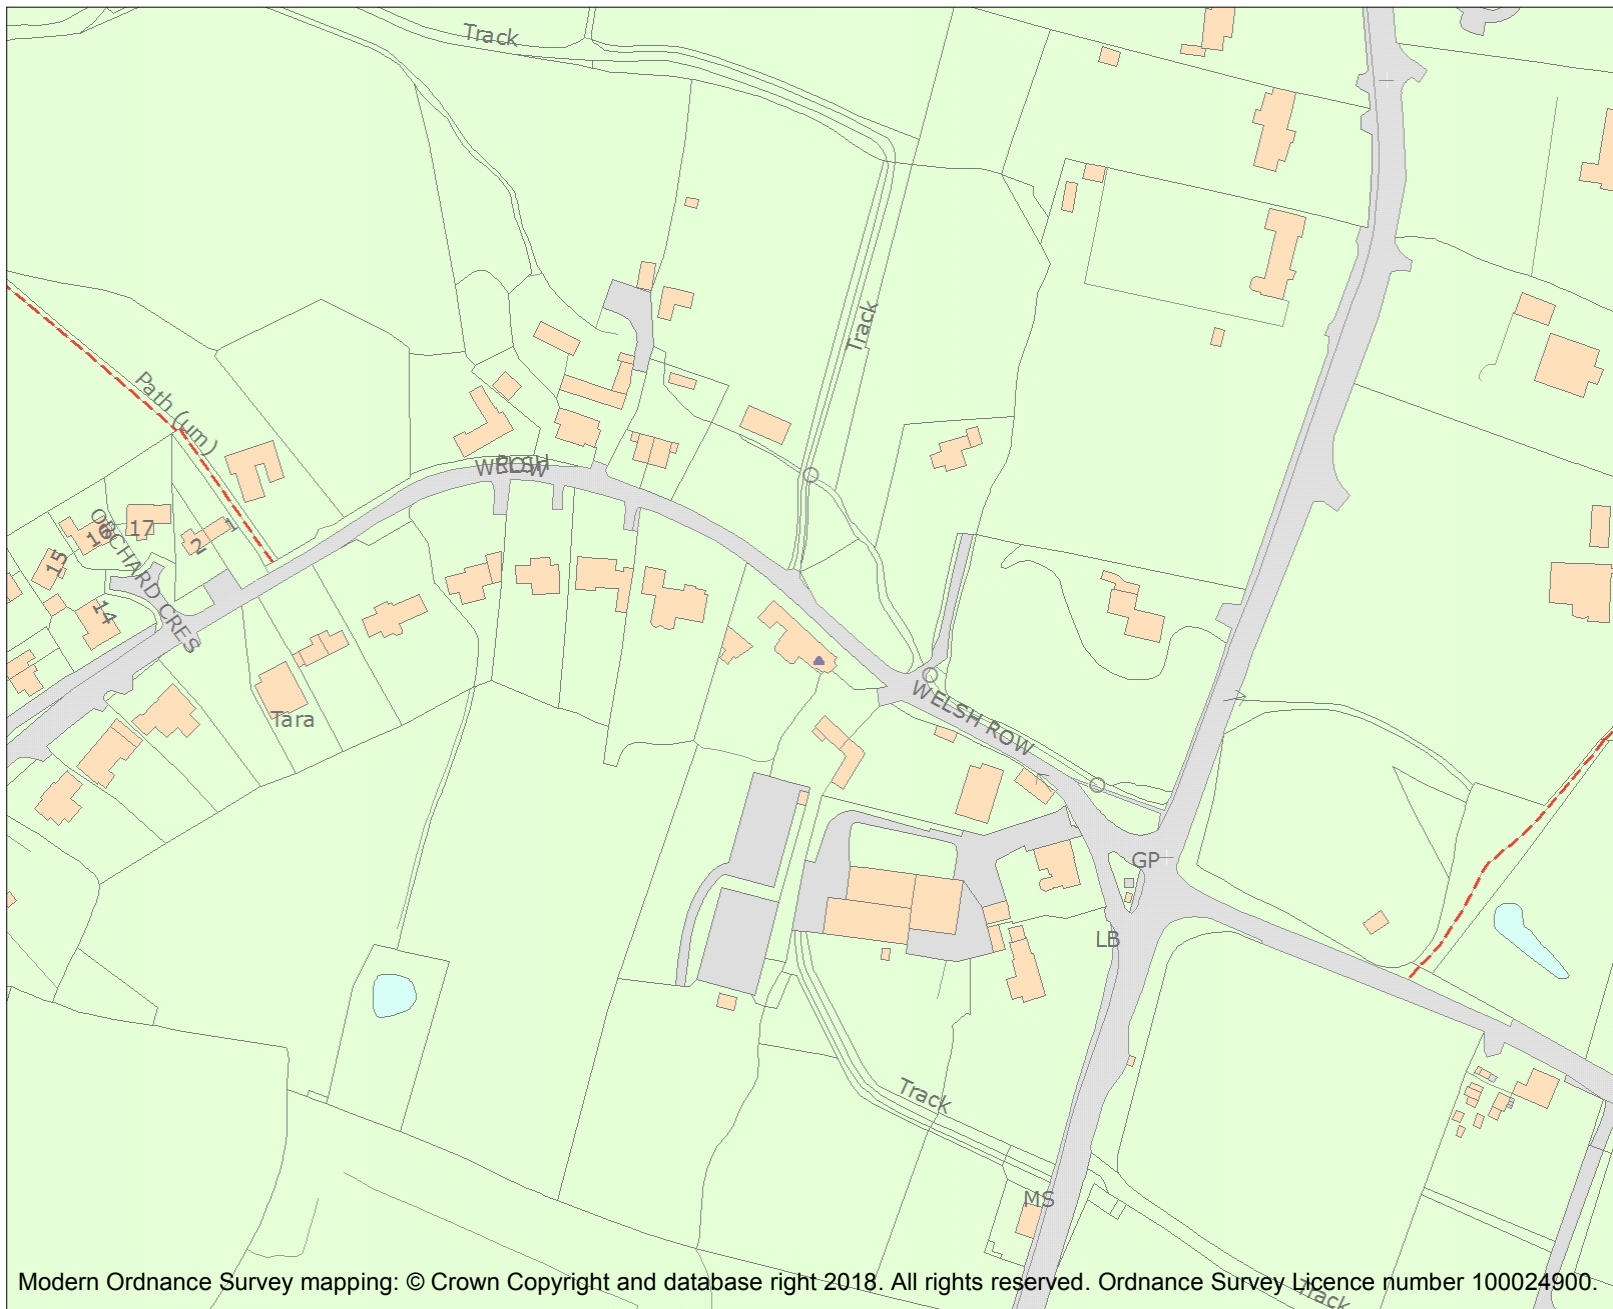 Track
Track
Path (um)
WELSH
ROW
ORCHARD CRES
17
16
15
14
1
2
Tara
WELSH ROW
GP
LB
Track
MS
Track
Modern Ordnance Survey mapping: © Crown Copyright and database right 2018. All rights reserved. Ordnance Survey Licence number 100024900.